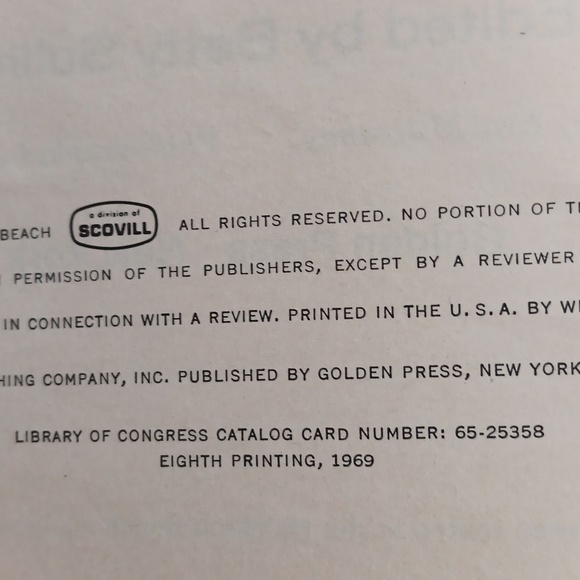 BEACH a division of SCOVILL ALL RIGHTS RESERVED. NO PORTION OF
PERMISSION OF THE PUBLISHERS, EXCEPT BY A REVIEWER
IN CONNECTION WITH A REVIEW. PRINTED IN THE U. S. A. BY
HING COMPANY, INC. PUBLISHED BY GOLDEN PRESS, NEW YORK
LIBRARY OF CONGRESS CATALOG CARD NUMBER: 65-25358
EIGHTH PRINTING, 1969